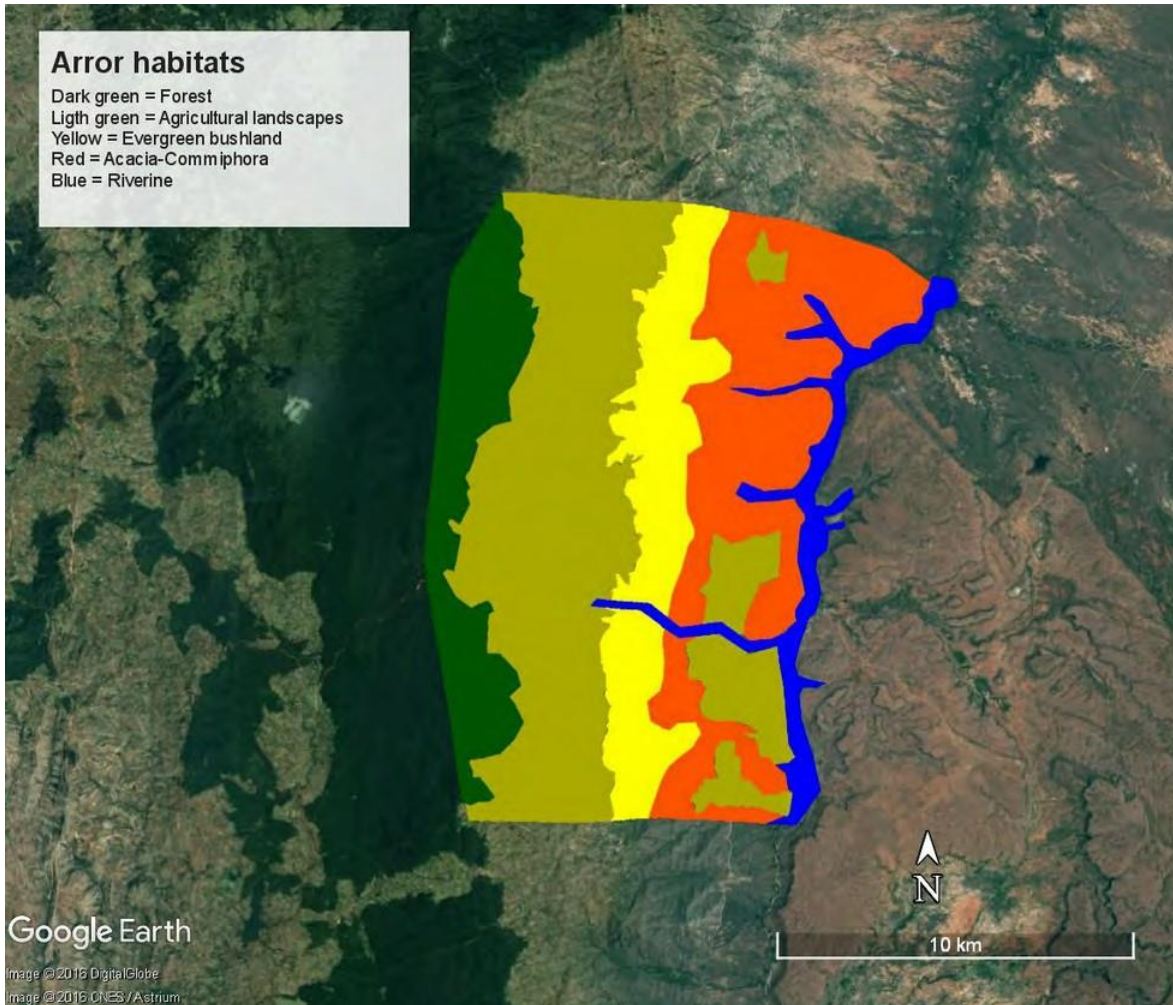 Arror habitats
Dark green = Forest
Ligth green = Agricultural landscapes
Yellow = Evergreen bushland
Red = Acacia-Commiphora
Blue = Riverine
N
10 km
Google Earth
Image © 2016 DigitalGlobe
Image © 2016 CNES / Astrium